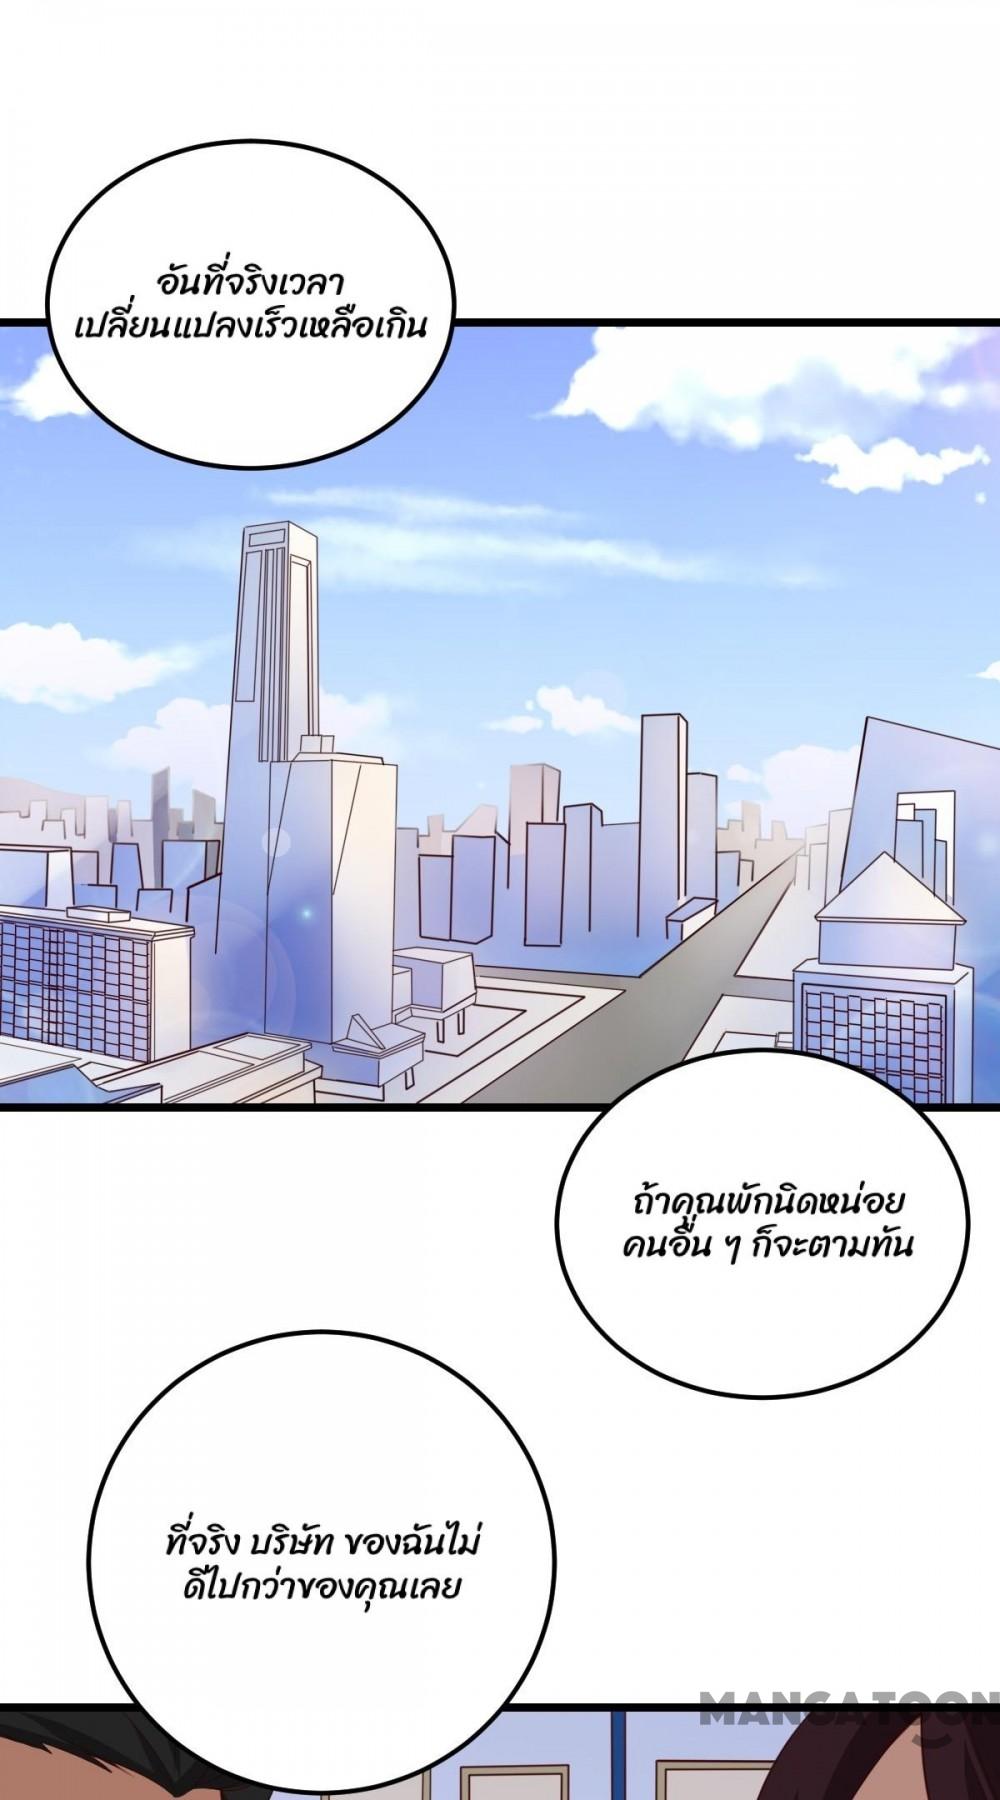 อันที่จริงเวลา
เปลี่ยนแปลงเร็วเหลือเกิน
ถ้าคุณพักนิดหน่อย
คนอื่น ๆ ก็จะตามทัน
ที่จริง บริษัท ของฉันไม่
ดีไปกว่าของคุณเลย
MANGATOON